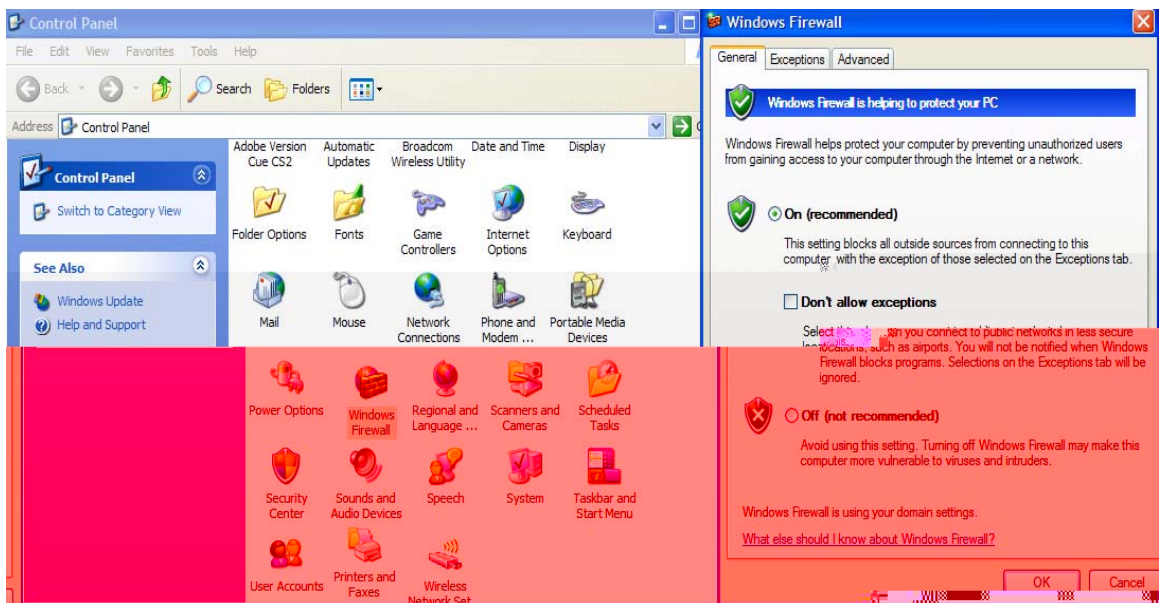 Control Panel
File Edit View Favorites Tools Help
Back Search Folders
Address Control Panel
Control Panel
Switch to Category View
See Also
Windows Update
Help and Support
Adobe Version Cue CS2
Automatic Updates
Broadcom Wireless Utility
Date and Time
Display
Folder Options
Fonts
Game Controllers
Internet Options
Keyboard
Mail
Mouse
Network Connections
Phone and Modem ...
Portable Media Devices
Power Options
Windows Firewall
Regional and Language ...
Scanners and Cameras
Scheduled Tasks
Security Center
Sounds and Audio Devices
Speech
System
Taskbar and Start Menu
User Accounts
Printers and Faxes
Wireless Network Set
Windows Firewall
General Exceptions Advanced
Windows Firewall is helping to protect your PC
Windows Firewall helps protect your computer by preventing unauthorized users
from gaining access to your computer through the Internet or a network.
On (recommended)
This setting blocks all outside sources from connecting to this
computer, with the exception of those selected on the Exceptions tab.
Don't allow exceptions
you connect to public networks in less secure
such as airports. You will not be notified when Windows
Firewall blocks programs. Selections on the Exceptions tab will be
ignored.
Off (not recommended)
Avoid using this setting. Turning off Windows Firewall may make this
computer more vulnerable to viruses and intruders.
Windows Firewall is using your domain settings.
What else should I know about Windows Firewall?
OK Cancel